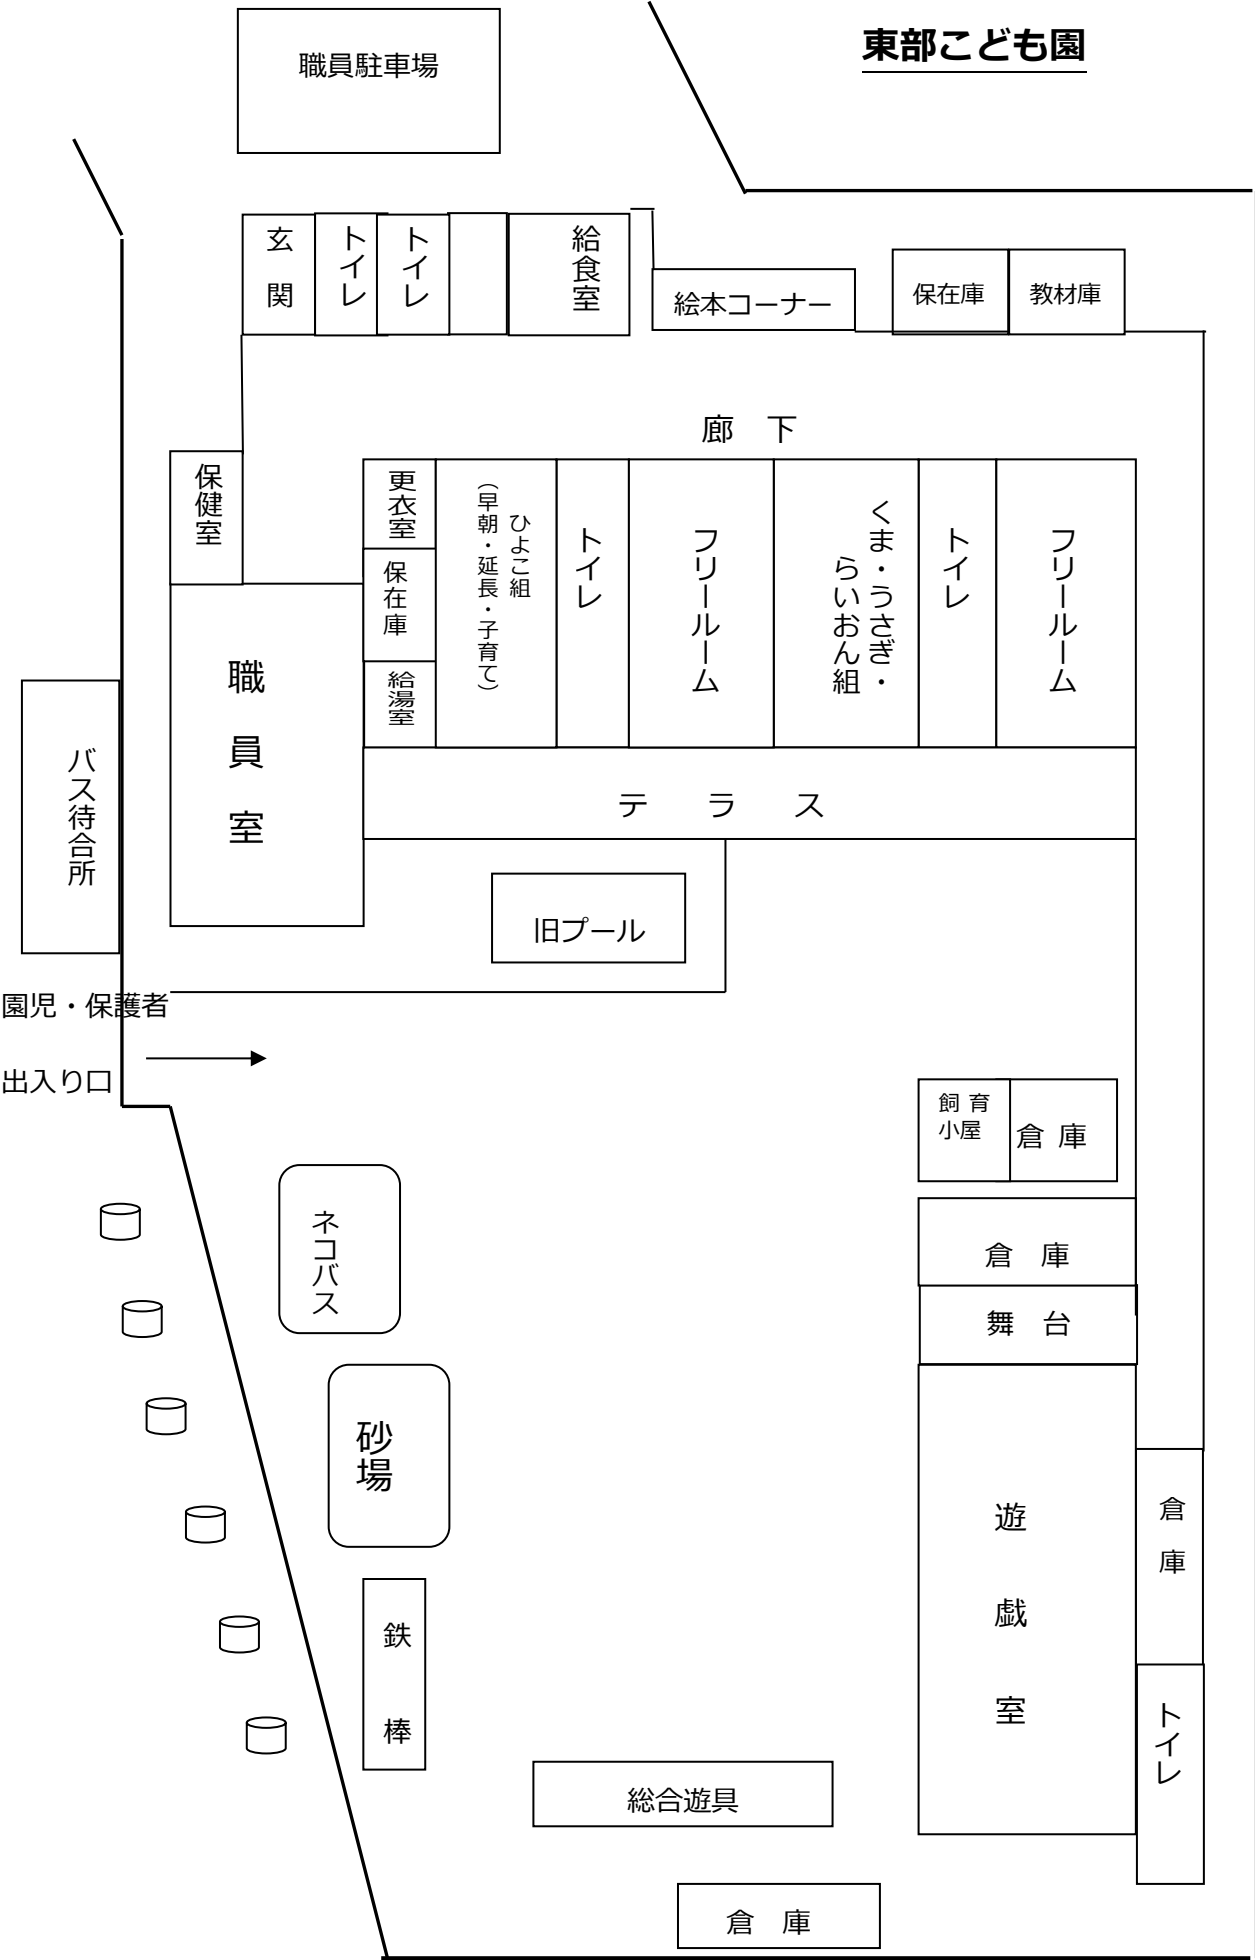 東部こども園
職員駐車場
玄　関
トイレ
トイレ
給食室
絵本コーナー
保在庫
教材庫
廊　下
保健室
更衣室
保在庫
給湯室
ひよこ組
（早朝・延長・子育て）
トイレ
フリールーム
くま・うさぎ・
らいおん組
トイレ
フリールーム
職　員　室
バス待合所
テ　ラ　ス
旧プール
園児・保護者
出入り口
飼 育
小屋
倉 庫
倉　庫
舞　台
ネコバス
砂場
鉄　棒
遊　戯　室
倉　庫
トイレ
総合遊具
倉　庫